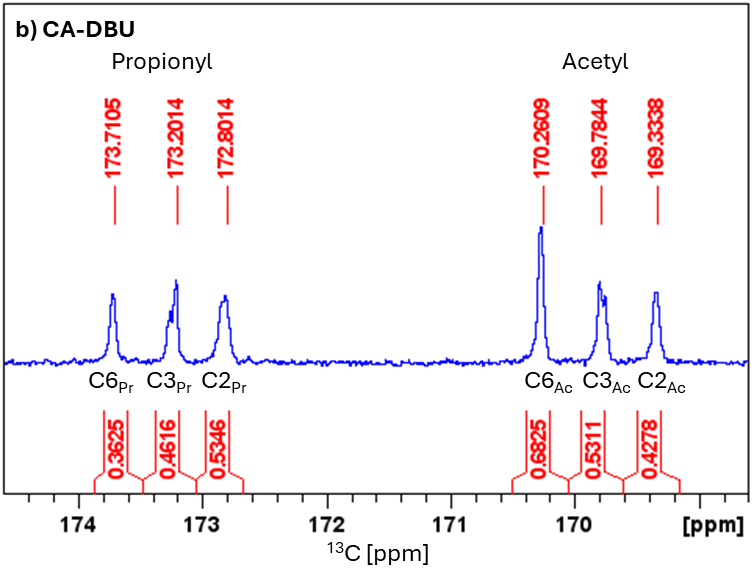 b) CA-DBU
Propionyl Acetyl
173.7105 173.2014 172.8014 170.2609 169.7844 169.3338
C6Pr C3Pr C2Pr C6Ac C3Ac C2Ac
0.3625 0.4616 0.5346 0.6825 0.5311 0.4278
174 173 172 171 170 [ppm]
13C [ppm]